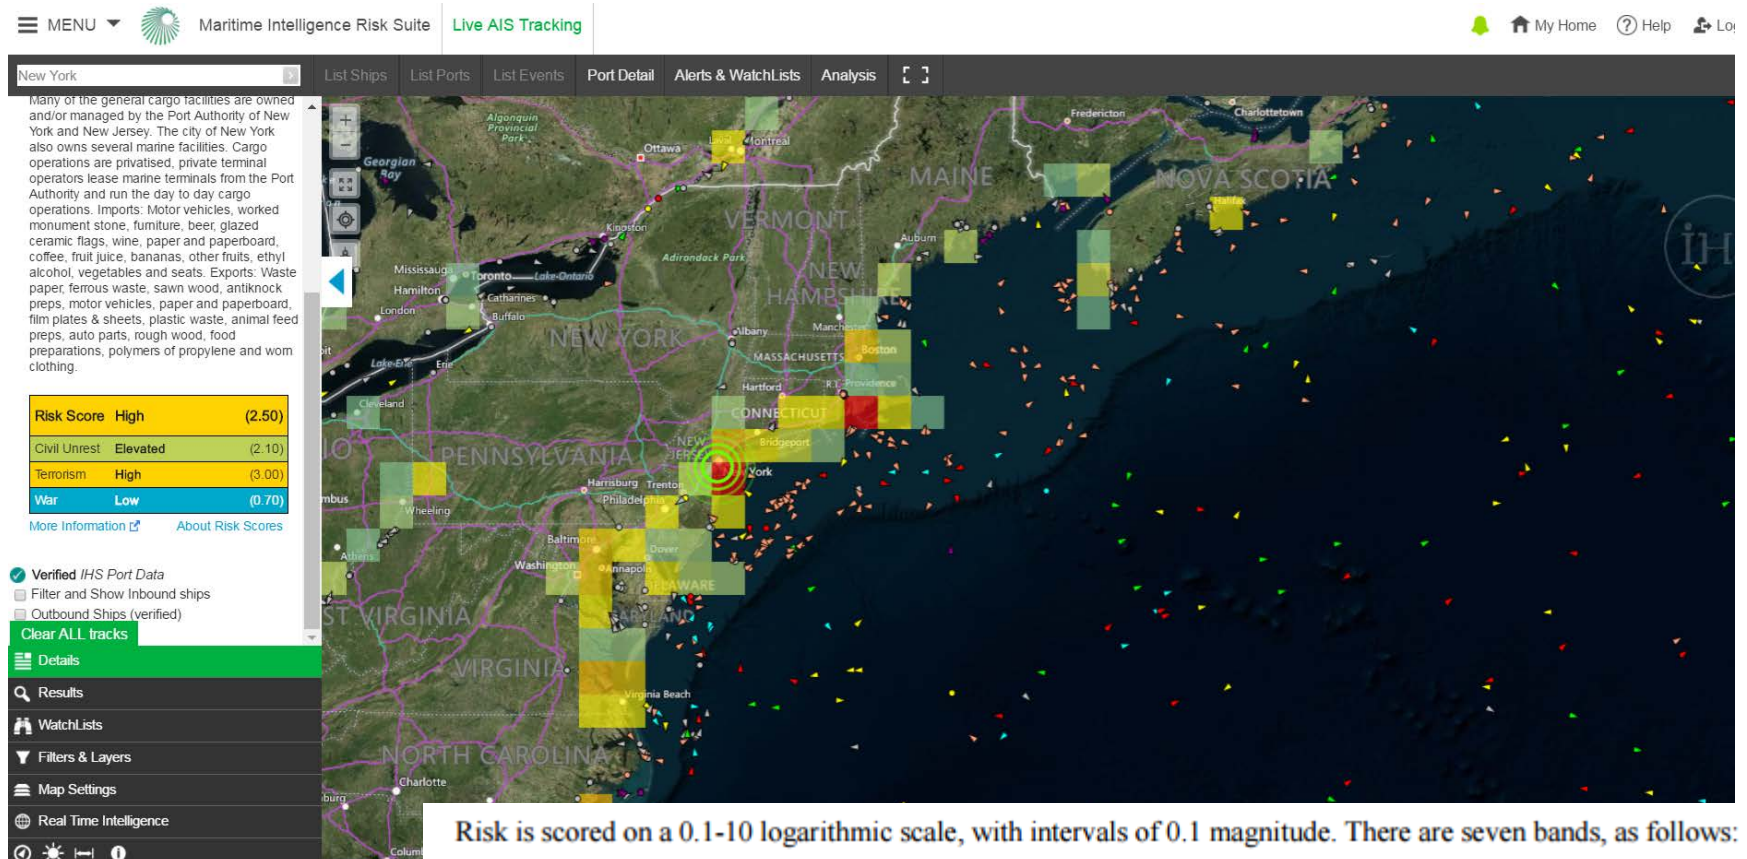 MENU
Maritime Intelligence Risk Suite
Live AIS Tracking
My Home
Help
New York
List Ships
List Ports
List Events
Port Detail
Alerts & WatchLists
Analysis
Many of the general cargo facilities are owned
and/or managed by the Port Authority of New
York and New Jersey. The city of New York
also owns several marine facilities. Cargo
operations are privatised, private terminal
operators lease marine terminals from the Port
Authority and run the day to day cargo
operations. Imports: Motor vehicles, worked
monument stone, furniture, beer, glazed
ceramic flags, wine, paper and paperboard,
coffee, fruit juice, bananas, other fruits, ethyl
alcohol, vegetables and seats. Exports: Waste
paper, ferrous waste, sawn wood, antiknock
preps, motor vehicles, paper and paperboard,
film plates & sheets, plastic waste, animal feed
preps, auto parts, rough wood, food
preparations, polymers of propylene and worn
clothing.
Risk Score High (2.50)
Civil Unrest Elevated (2.10)
Terrorism High (3.00)
War Low (0.70)
More Information
About Risk Scores
Verified IHS Port Data
Filter and Show Inbound ships
Outbound Ships (verified)
Clear ALL tracks
Details
Results
WatchLists
Filters & Layers
Map Settings
Real Time Intelligence
Algonquin
Provincial
Park
Ottawa
Laval
Montreal
Fredericton
Charlottetown
Georgian
Bay
MAINE
NOVA SCOTIA
Halifax
VERMONT
Kingston
Auburn
Adirondack Park
Mississauga
Toronto
Lake Ontario
NEW
HAMPSHIRE
Hamilton
Catharines
London
Buffalo
Albany
Manchester
NEW YORK
MASSACHUSETTS
Boston
Lake Erie
Erie
Hartford
R.I.
Providence
Cleveland
CONNECTICUT
Bridgeport
NEW
JERSEY
PENNSYLVANIA
York
Harrisburg
Trenton
Philadelphia
Wheeling
Baltimore
Dover
Athens
Washington
Annapolis
DELAWARE
ST VIRGINIA
MARYLAND
VIRGINIA
Virginia Beach
NORTH CAROLINA
Charlotte
Risk is scored on a 0.1-10 logarithmic scale, with intervals of 0.1 magnitude. There are seven bands, as follows: